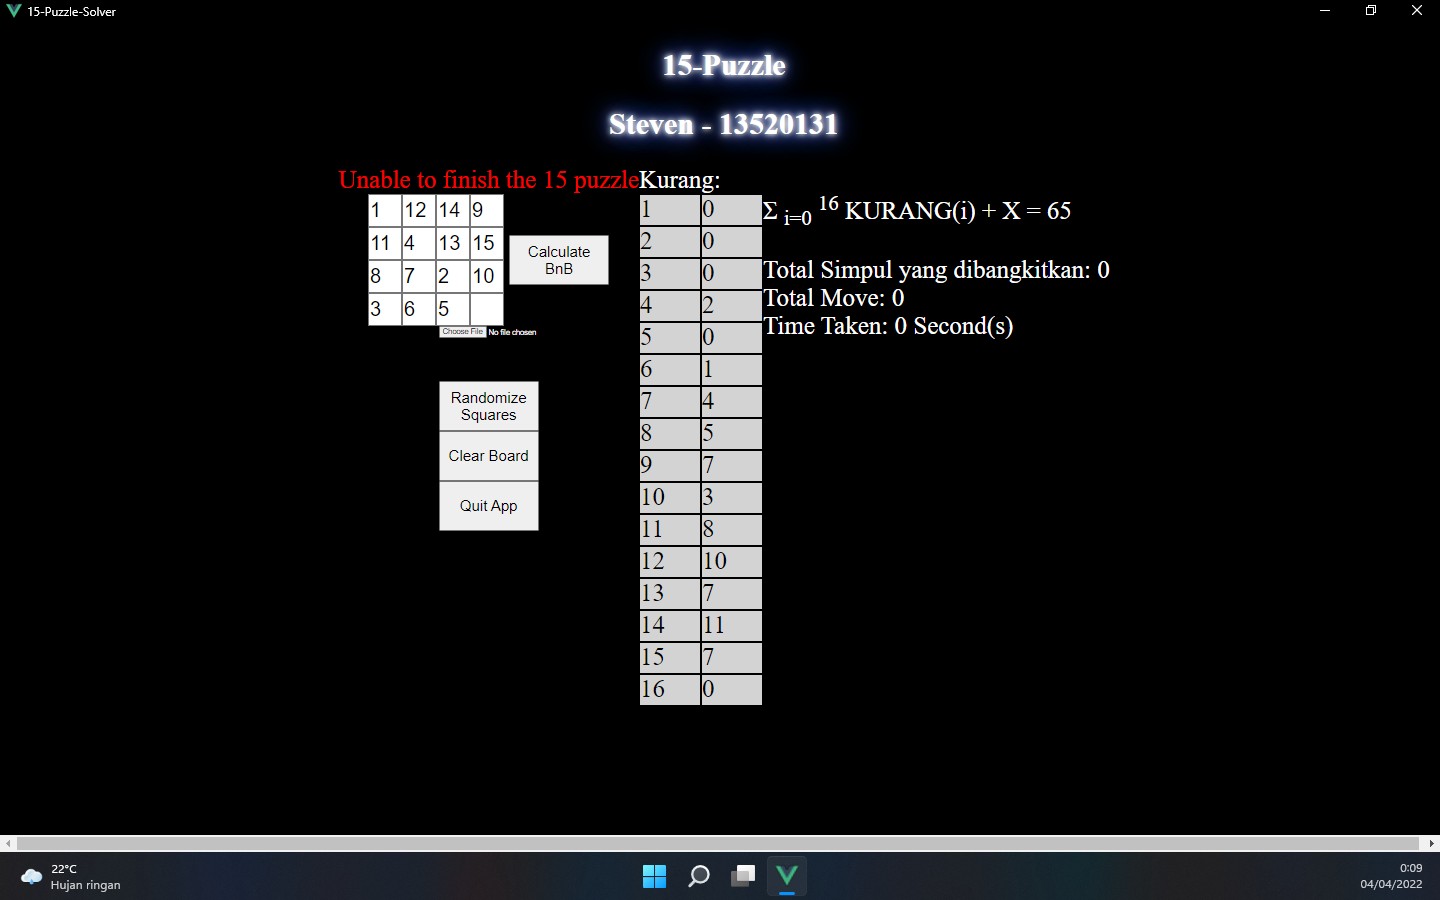 15-Puzzle-Solver
15-Puzzle
Steven - 13520131
Unable to finish the 15 puzzle
1 12 14 9
11 4 13 15
8 7 2 10
3 6 5
Choose File No file chosen
Calculate
BnB
Randomize
Squares
Clear Board
Quit App
Kurang:
1 0
2 0
3 0
4 2
5 0
6 1
7 4
8 5
9 7
10 3
11 8
12 10
13 7
14 11
15 7
16 0
Σ i=0 16 KURANG(i) + X = 65
Total Simpul yang dibangkitkan: 0
Total Move: 0
Time Taken: 0 Second(s)
22°C
Hujan ringan
0:09
04/04/2022